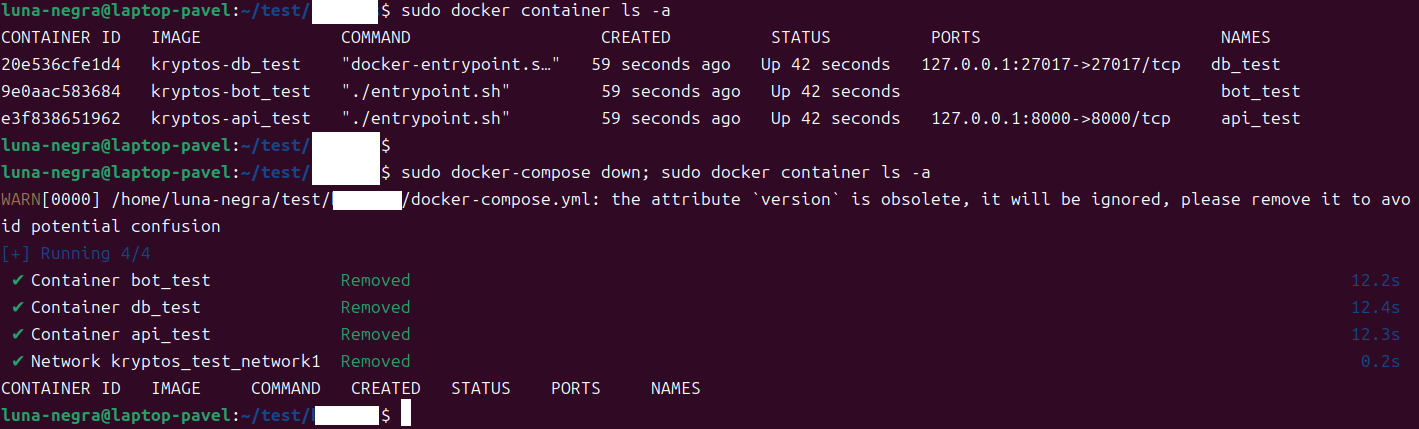 luna-negra@laptop-pavel:~/test/ $ sudo docker container ls -a
CONTAINER ID   IMAGE              COMMAND                   CREATED          STATUS          PORTS                        NAMES
20e536cfe1d4   kryptos-db_test    "docker-entrypoint.s…"   59 seconds ago   Up 42 seconds   127.0.0.1:27017->27017/tcp   db_test
9e0aac583684   kryptos-bot_test   "./entrypoint.sh"         59 seconds ago   Up 42 seconds                                bot_test
e3f838651962   kryptos-api_test   "./entrypoint.sh"         59 seconds ago   Up 42 seconds   127.0.0.1:8000->8000/tcp     api_test
luna-negra@laptop-pavel:~/test/ $
luna-negra@laptop-pavel:~/test/ $ sudo docker-compose down; sudo docker container ls -a
WARN[0000] /home/luna-negra/test/ /docker-compose.yml: the attribute `version` is obsolete, it will be ignored, please remove it to avo
id potential confusion
[+] Running 4/4
✔ Container bot_test             Removed   12.2s
✔ Container db_test              Removed   12.4s
✔ Container api_test             Removed   12.3s
✔ Network kryptos_test_network1  Removed   0.2s
CONTAINER ID   IMAGE     COMMAND   CREATED   STATUS    PORTS     NAMES
luna-negra@laptop-pavel:~/test/ $